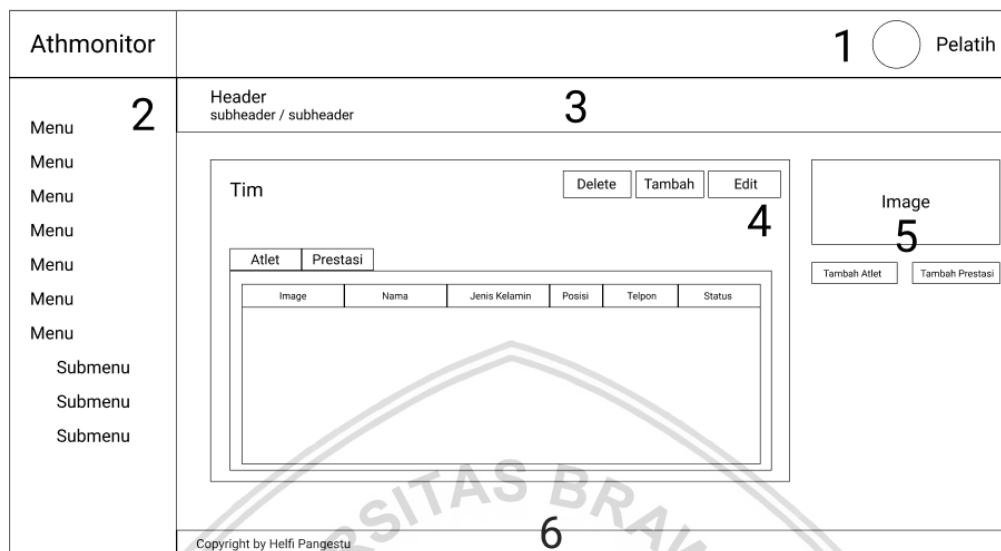 Athmonitor
1
Pelatih
2
Menu
Menu
Menu
Menu
Menu
Menu
Menu
Submenu
Submenu
Submenu
Header
subheader / subheader
3
Tim
Delete
Tambah
Edit
4
Atlet
Prestasi
Image
Nama
Jenis Kelamin
Posisi
Telpon
Status
Image
5
Tambah Atlet
Tambah Prestasi
SITAS BRAW
Copyright by Helfi Pangestu
6